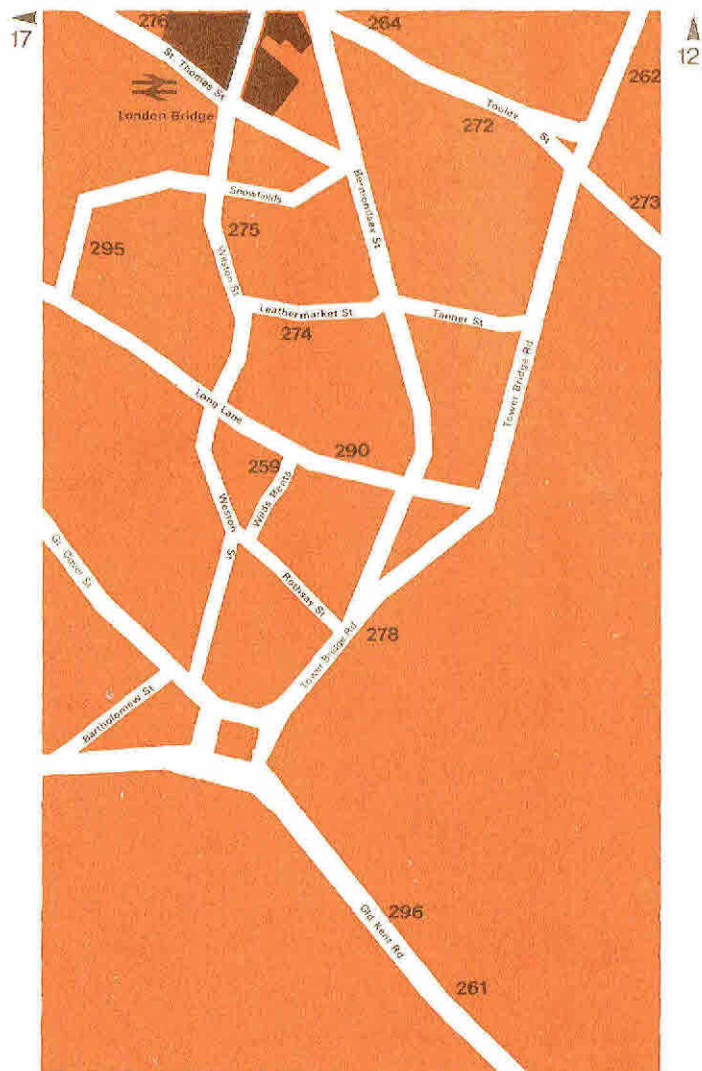 17
276
264
12
St. Thomas St
262
London Bridge
Tooley St
272
Snowfields
Bermondsey St
273
275
295
Weston St
Leathermarket St
Tanner St
274
Tower Bridge Rd
Long Lane
290
259
Wilds Rents
Weston St
Gt. Dover St
Rothsay St
278
Tower Bridge Rd
Bartholomew St
296
Old Kent Rd
261